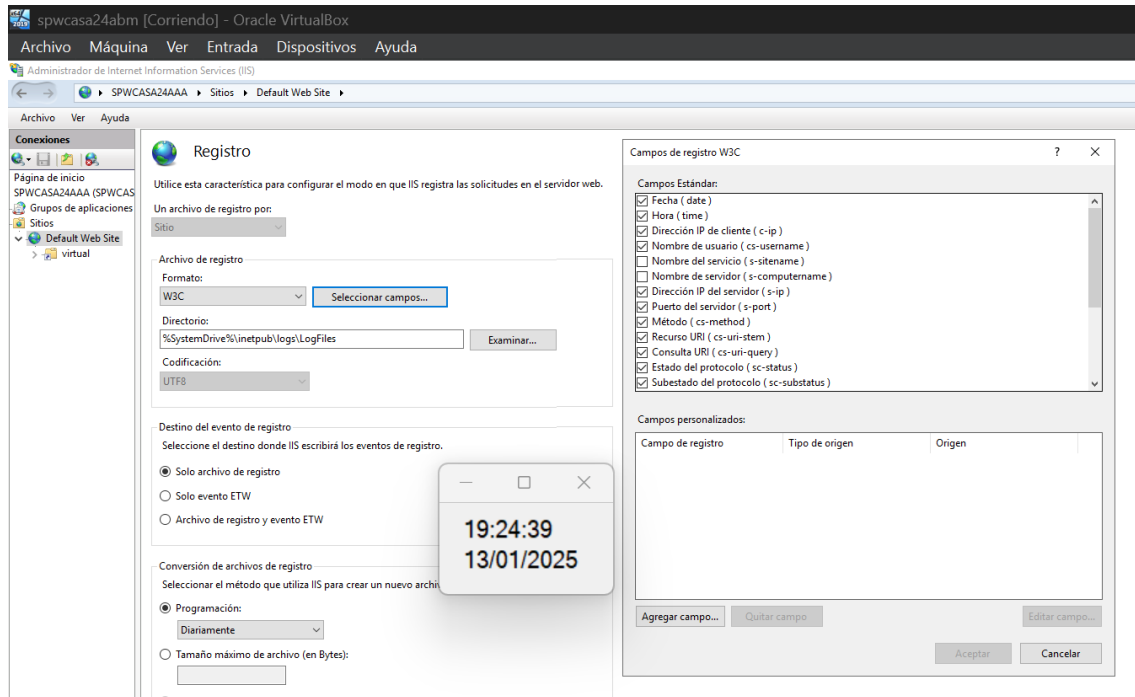 spwcasa24abm [Corriendo] - Oracle VirtualBox
Archivo Máquina Ver Entrada Dispositivos Ayuda
Administrador de Internet Information Services (IIS)
SPWCASA24AAA Sitios Default Web Site
Archivo Ver Ayuda
Conexiones
Página de inicio
SPWCASA24AAA (SPWCAS
Grupos de aplicaciones
Sitios
Default Web Site
virtual
Registro
Utilice esta característica para configurar el modo en que IIS registra las solicitudes en el servidor web.
Un archivo de registro por:
Sitio
Archivo de registro
Formato:
W3C Seleccionar campos...
Directorio:
%SystemDrive%\inetpub\logs\LogFiles Examinar...
Codificación:
UTF8
Destino del evento de registro
Seleccione el destino donde IIS escribirá los eventos de registro.
Solo archivo de registro
Solo evento ETW
Archivo de registro y evento ETW
Conversión de archivos de registro
Seleccionar el método que utiliza IIS para crear un nuevo archi
Programación:
Diariamente
Tamaño máximo de archivo (en Bytes):
19:24:39
13/01/2025
Campos de registro W3C ?
Campos Estándar:
Fecha ( date )
Hora ( time )
Dirección IP de cliente ( c-ip )
Nombre de usuario ( cs-username )
Nombre del servicio ( s-sitename )
Nombre de servidor ( s-computername )
Dirección IP del servidor ( s-ip )
Puerto del servidor ( s-port )
Método ( cs-method )
Recurso URI ( cs-uri-stem )
Consulta URI ( cs-uri-query )
Estado del protocolo ( sc-status )
Subestado del protocolo ( sc-substatus )
Campos personalizados:
Campo de registro Tipo de origen Origen
Agregar campo... Quitar campo Editar campo...
Aceptar Cancelar